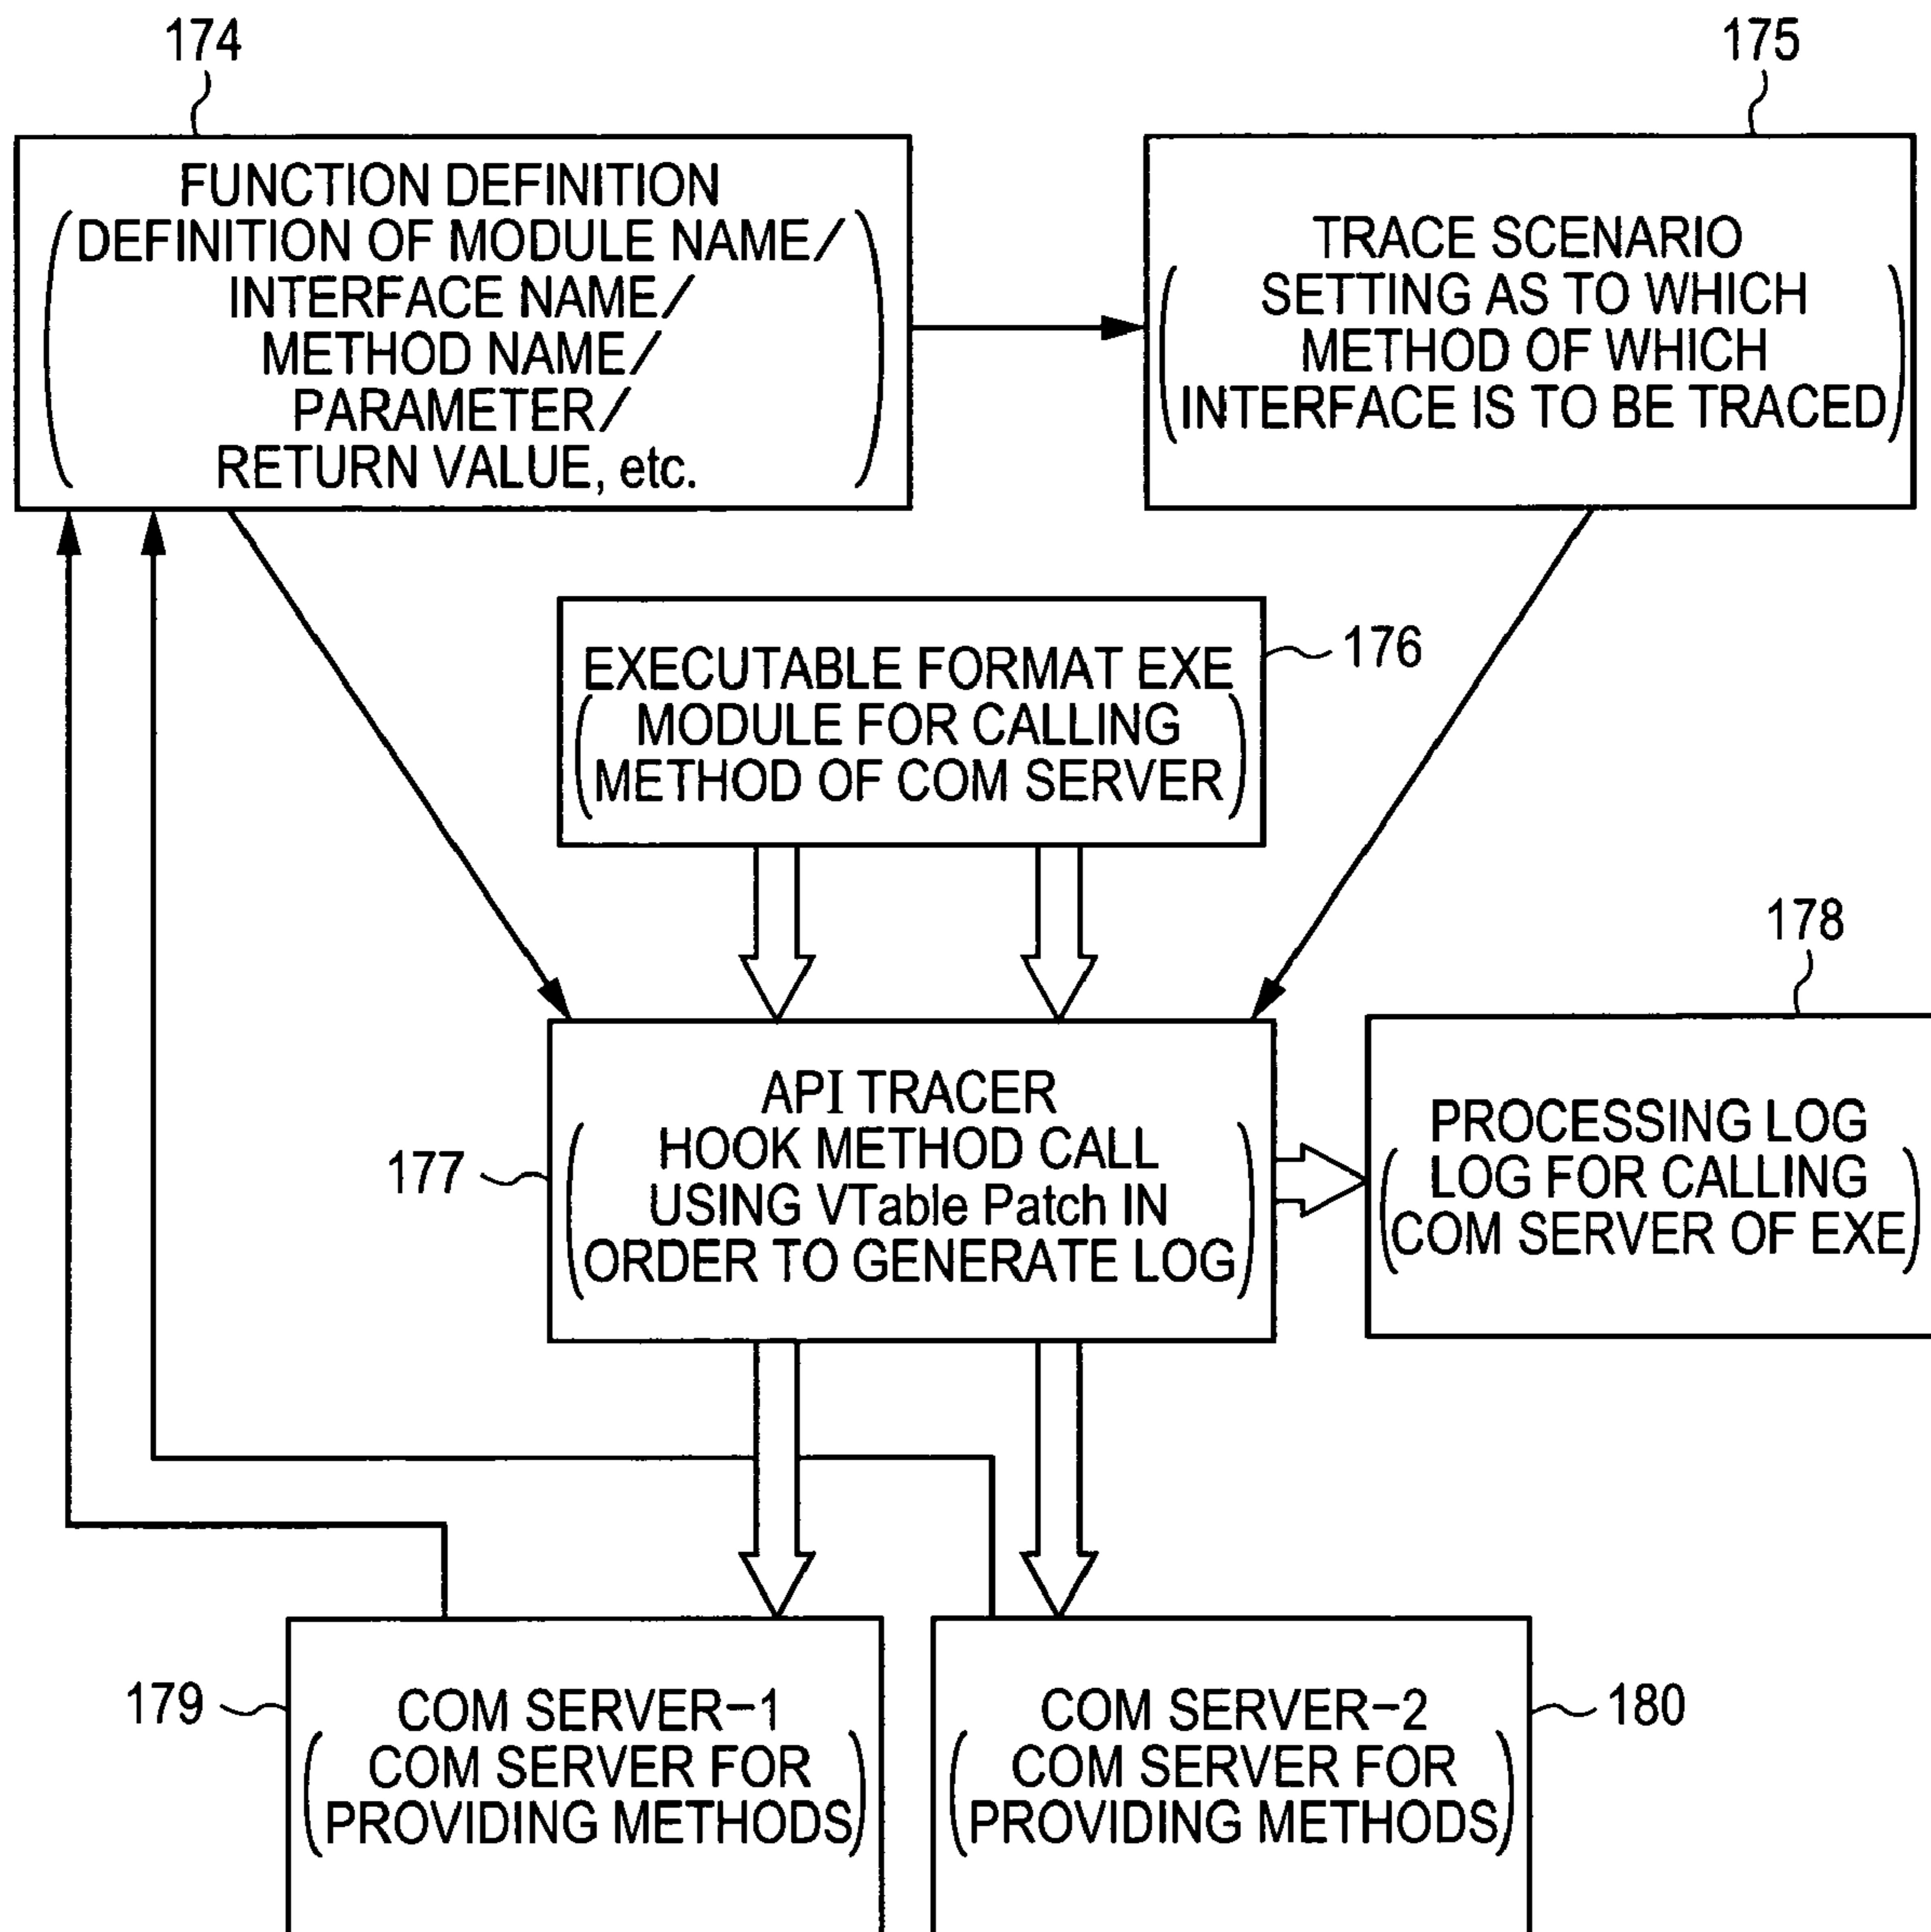 174
175
FUNCTION DEFINITION
DEFINITION OF MODULE NAME/
INTERFACE NAME/
METHOD NAME/
PARAMETER/
RETURN VALUE, etc.
TRACE SCENARIO
SETTING AS TO WHICH
METHOD OF WHICH
INTERFACE IS TO BE TRACED
EXECUTABLE FORMAT EXE
MODULE FOR CALLING
METHOD OF COM SERVER
176
178
API TRACER
HOOK METHOD CALL
USING VTable Patch IN
ORDER TO GENERATE LOG
177
PROCESSING LOG
LOG FOR CALLING
COM SERVER OF EXE
179
COM SERVER-1
COM SERVER FOR
PROVIDING METHODS
COM SERVER-2
COM SERVER FOR
PROVIDING METHODS
180